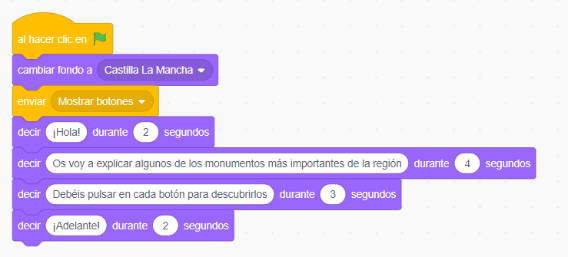 al hacer clic en
cambiar fondo a Castilla La Mancha
enviar Mostrar botones
decir ¡Hola! durante 2 segundos
decir Os voy a explicar algunos de los monumentos más importantes de la región durante 4 segundos
decir Debéis pulsar en cada botón para descubrirlos durante 3 segundos
decir ¡Adelante! durante 2 segundos